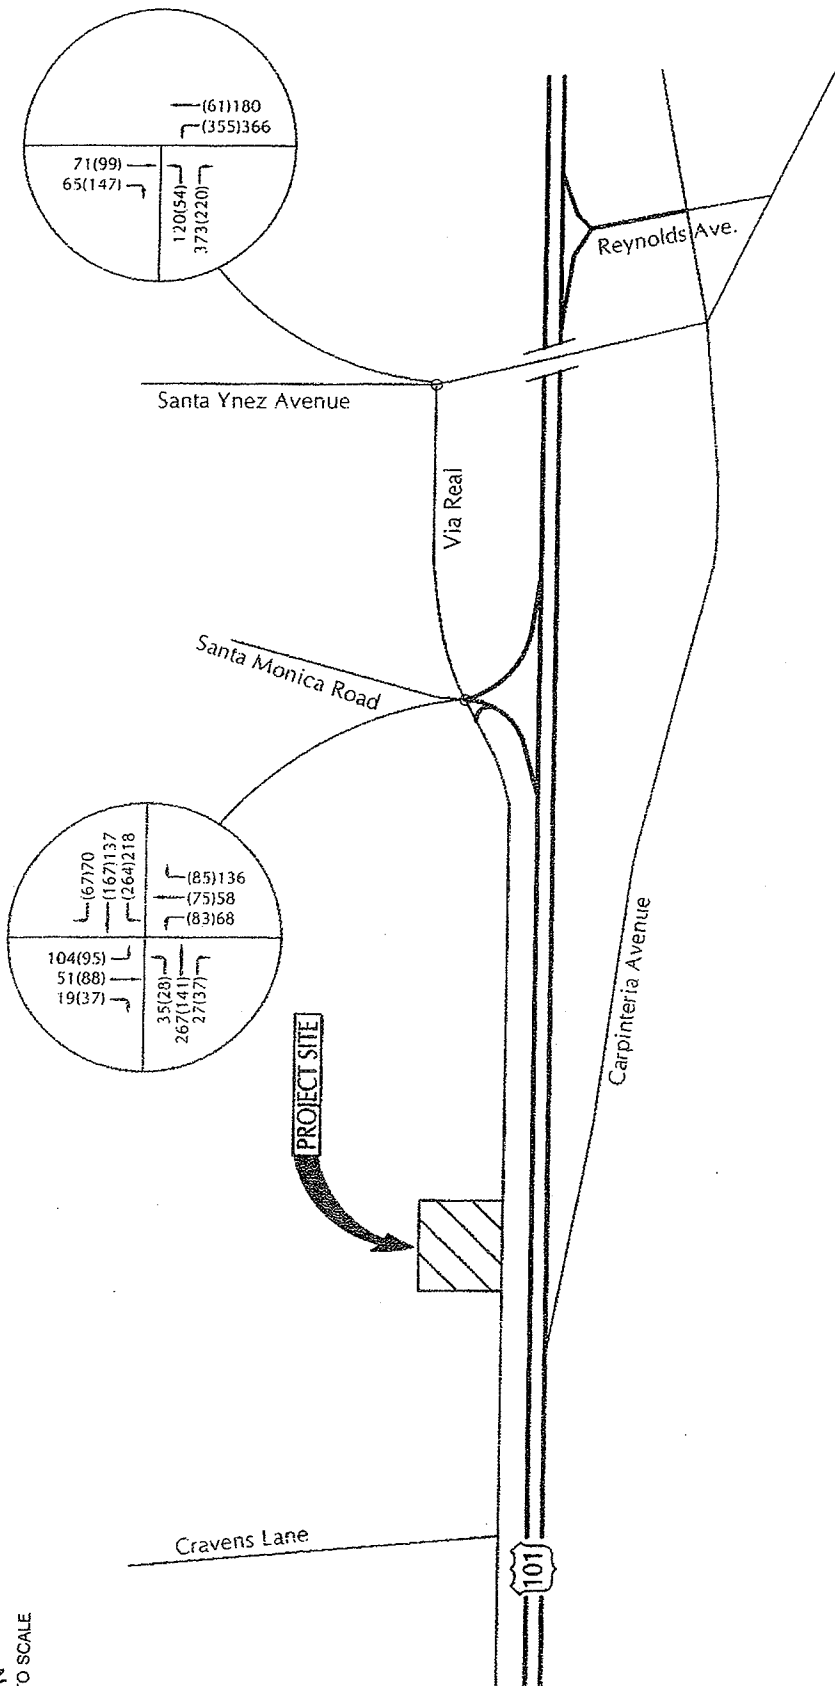 (61)180
(355)366
71(99)
65(147)
120(54)
373(220)
Reynolds Ave.
Santa Ynez Avenue
Via Real
Santa Monica Road
(67)70
(167)137
(264)218
(85)136
(75)58
(83)68
104(95)
51(88)
19(37)
35(28)
267(141)
27(37)
Carpinteria Avenue
PROJECT SITE
Cravens Lane
101
TO SCALE